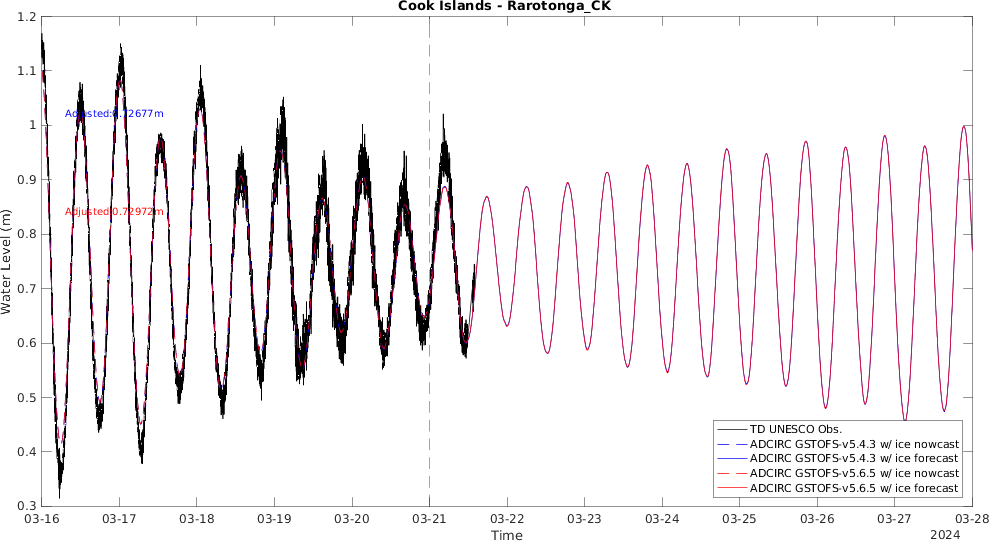 Cook Islands - Rarotonga_CK
1.2
1.1
1
0.9
0.8
0.7
0.6
0.5
0.4
0.3
Water Level (m)
Adjusted:0.72677m
Adjusted:0.72972m
TD UNESCO Obs.
ADCIRC GSTOFS-v5.4.3 w/ ice nowcast
ADCIRC GSTOFS-v5.4.3 w/ ice forecast
ADCIRC GSTOFS-v5.6.5 w/ ice nowcast
ADCIRC GSTOFS-v5.6.5 w/ ice forecast
03-16 03-17 03-18 03-19 03-20 03-21 03-22 03-23 03-24 03-25 03-26 03-27 03-28
Time
2024